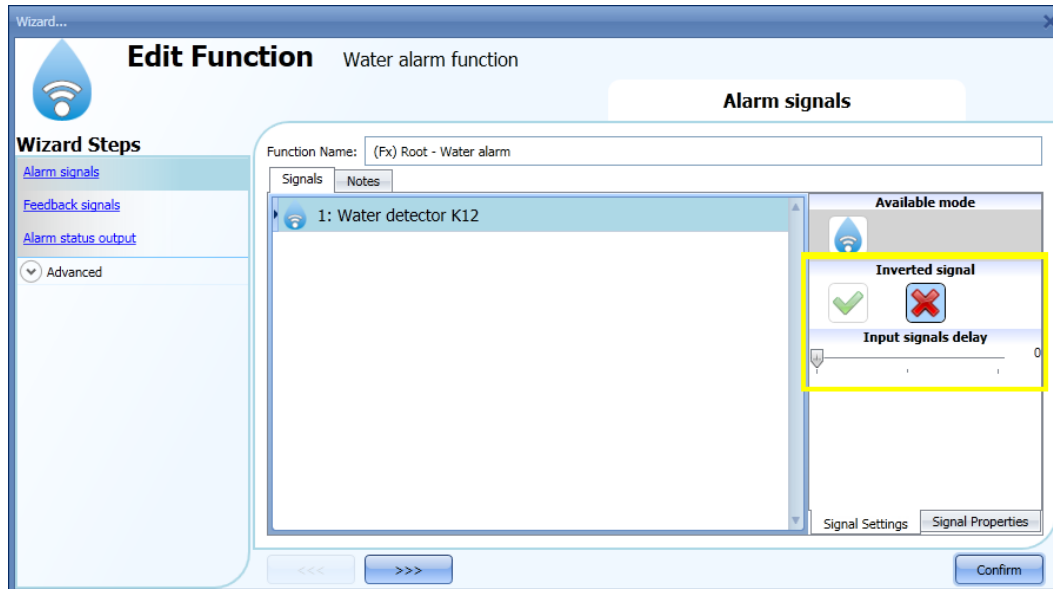 Wizard...
Edit Function Water alarm function
Alarm signals
Wizard Steps
Alarm signals
Feedback signals
Alarm status output
Advanced
Function Name: (Fx) Root - Water alarm
Signals Notes
1: Water detector K12
Available mode
Inverted signal
Input signals delay
0
Signal Settings Signal Properties
<<< >>> Confirm